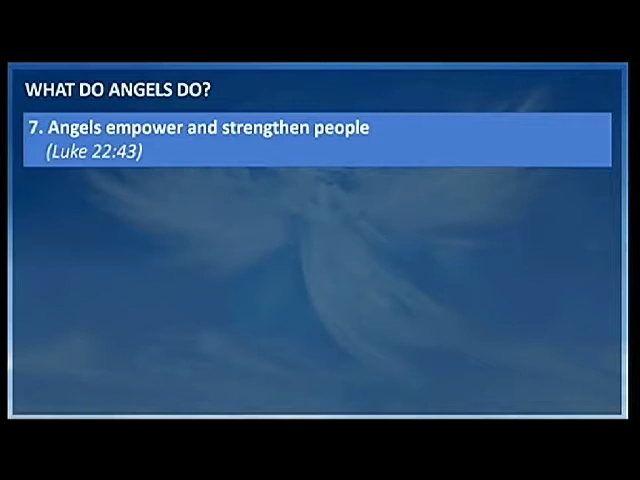 WHAT DO ANGELS DO?
7. Angels empower and strengthen people
(Luke 22:43)